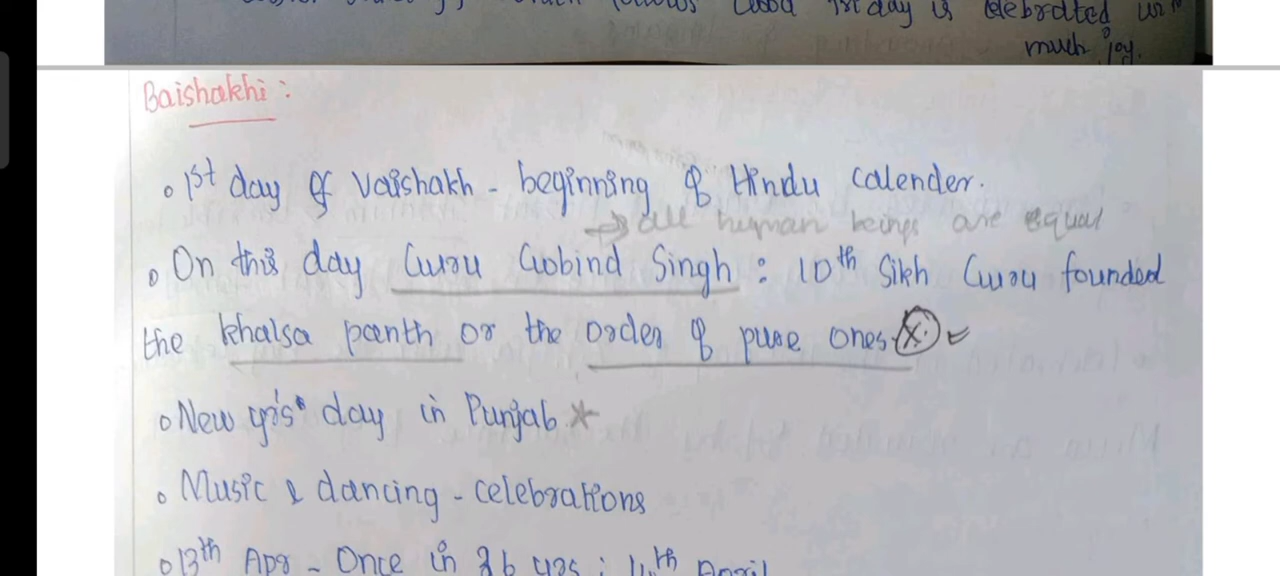 follows 1st day is celebrated
much joy.
Baishakhi :
• 1st day of Vaishakh - beginning of Hindu calender.
→ all human beings are equal
• On this day Guru Gobind Singh : 10th Sikh Guru founded
the khalsa panth or the order of pure ones.
• New yrs' day in Punjab *
• Music & dancing - celebrations
• 13th Apr - Once in 36 yrs : 14th April